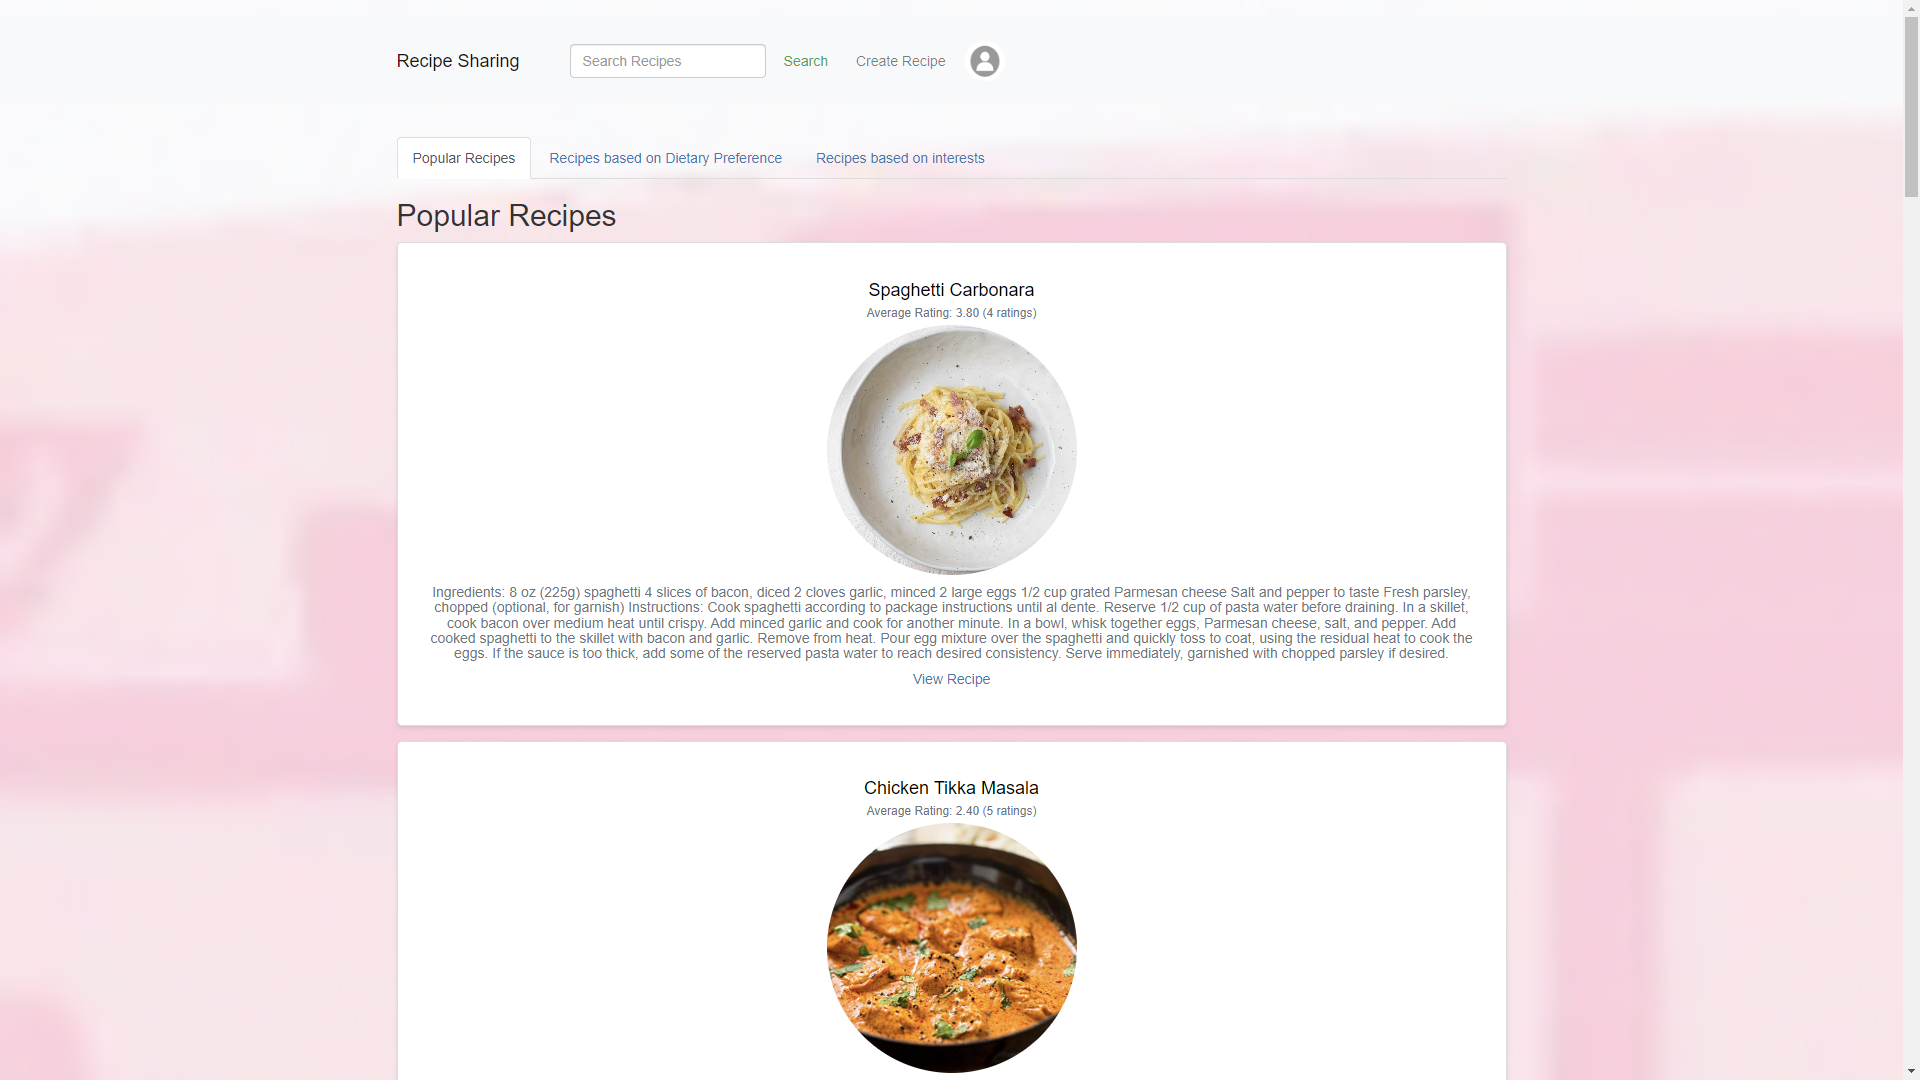 Recipe Sharing
Search Recipes
Search
Create Recipe
Popular Recipes
Recipes based on Dietary Preference
Recipes based on interests
Popular Recipes
Spaghetti Carbonara
Average Rating: 3.80 (4 ratings)
Ingredients: 8 oz (225g) spaghetti 4 slices of bacon, diced 2 cloves garlic, minced 2 large eggs 1/2 cup grated Parmesan cheese Salt and pepper to taste Fresh parsley,
chopped (optional, for garnish) Instructions: Cook spaghetti according to package instructions until al dente. Reserve 1/2 cup of pasta water before draining. In a skillet,
cook bacon over medium heat until crispy. Add minced garlic and cook for another minute. In a bowl, whisk together eggs, Parmesan cheese, salt, and pepper. Add
cooked spaghetti to the skillet with bacon and garlic. Remove from heat. Pour egg mixture over the spaghetti and quickly toss to coat, using the residual heat to cook the
eggs. If the sauce is too thick, add some of the reserved pasta water to reach desired consistency. Serve immediately, garnished with chopped parsley if desired.
View Recipe
Chicken Tikka Masala
Average Rating: 2.40 (5 ratings)